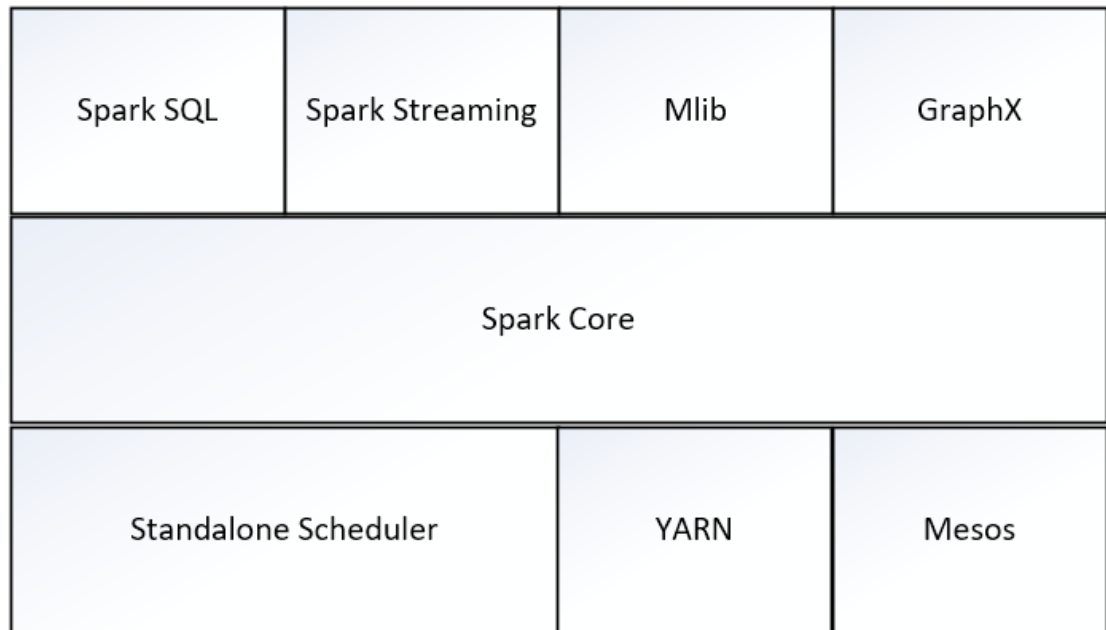 Spark SQL
Spark Streaming
Mlib
GraphX
Spark Core
Standalone Scheduler
YARN
Mesos